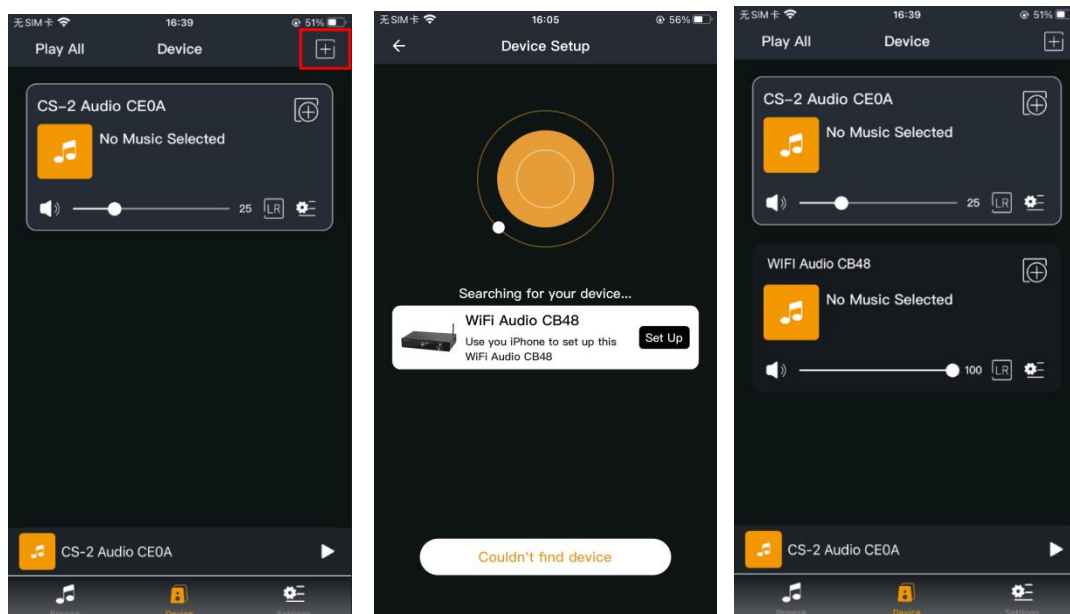 无SIM卡 16:39 51%
Play All Device
CS-2 Audio CE0A
No Music Selected
25 LR
CS-2 Audio CE0A
Device
无SIM卡 16:05 56%
Device Setup
Searching for your device...
WiFi Audio CB48
Use you iPhone to set up this
WiFi Audio CB48
Set Up
Couldn't find device
无SIM卡 16:39 51%
Play All Device
CS-2 Audio CE0A
No Music Selected
25 LR
WIFI Audio CB48
No Music Selected
100 LR
CS-2 Audio CE0A
Browse Device Settings